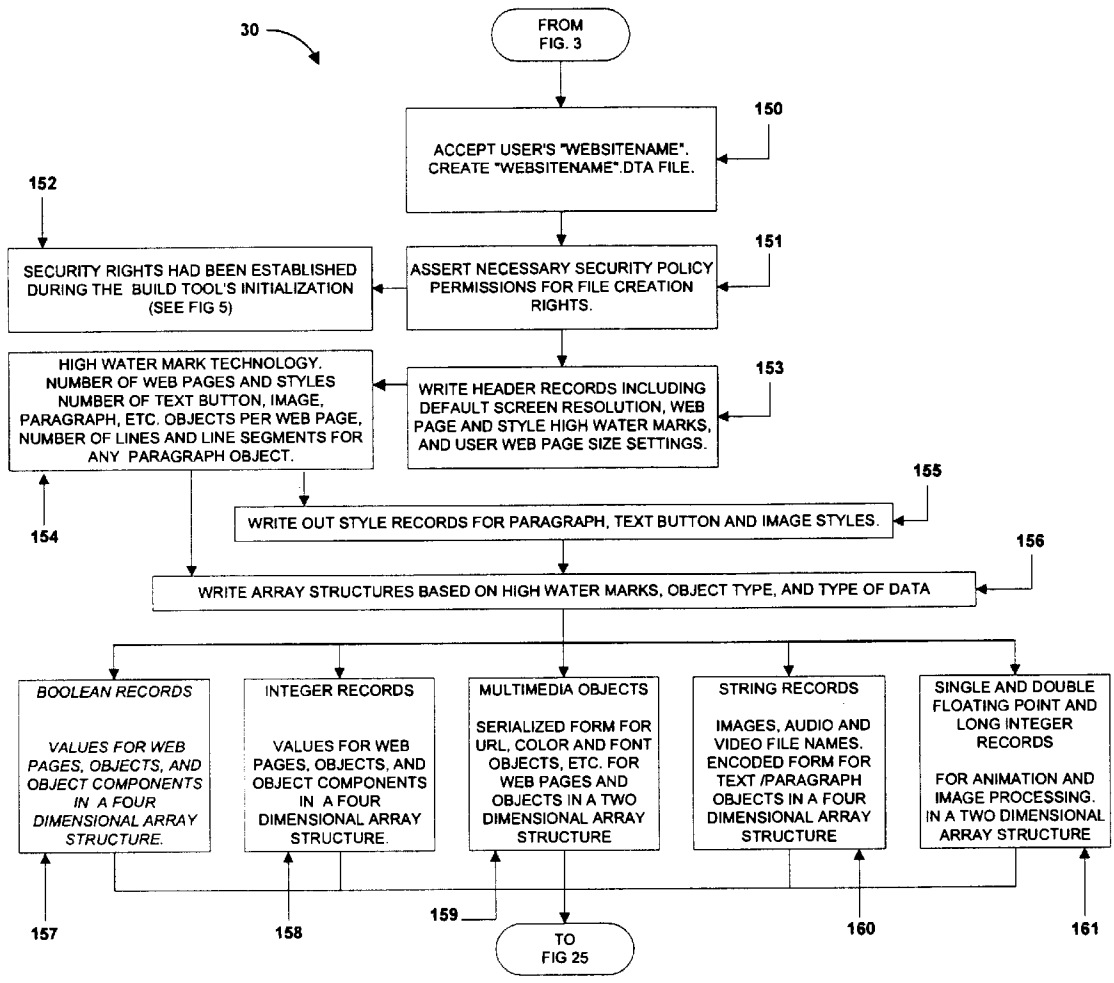 30
FROM
FIG. 3
150
ACCEPT USER'S "WEBSITENAME".
CREATE "WEBSITENAME".DTA FILE.
152
151
SECURITY RIGHTS HAD BEEN ESTABLISHED
DURING THE BUILD TOOL'S INITIALIZATION
(SEE FIG 5)
ASSERT NECESSARY SECURITY POLICY
PERMISSIONS FOR FILE CREATION
RIGHTS.
HIGH WATER MARK TECHNOLOGY.
NUMBER OF WEB PAGES AND STYLES
NUMBER OF TEXT BUTTON, IMAGE,
PARAGRAPH, ETC. OBJECTS PER WEB PAGE,
NUMBER OF LINES AND LINE SEGMENTS FOR
ANY PARAGRAPH OBJECT.
153
WRITE HEADER RECORDS INCLUDING
DEFAULT SCREEN RESOLUTION, WEB
PAGE AND STYLE HIGH WATER MARKS,
AND USER WEB PAGE SIZE SETTINGS.
154
155
WRITE OUT STYLE RECORDS FOR PARAGRAPH, TEXT BUTTON AND IMAGE STYLES.
156
WRITE ARRAY STRUCTURES BASED ON HIGH WATER MARKS, OBJECT TYPE, AND TYPE OF DATA
BOOLEAN RECORDS
VALUES FOR WEB
PAGES, OBJECTS, AND
OBJECT COMPONENTS
IN A FOUR
DIMENSIONAL ARRAY
STRUCTURE.
INTEGER RECORDS
VALUES FOR WEB
PAGES, OBJECTS, AND
OBJECT COMPONENTS
IN A FOUR
DIMENSIONAL ARRAY
STRUCTURE.
MULTIMEDIA OBJECTS
SERIALIZED FORM FOR
URL, COLOR AND FONT
OBJECTS, ETC. FOR
WEB PAGES AND
OBJECTS IN A TWO
DIMENSIONAL ARRAY
STRUCTURE
STRING RECORDS
IMAGES, AUDIO AND
VIDEO FILE NAMES.
ENCODED FORM FOR
TEXT /PARAGRAPH
OBJECTS IN A FOUR
DIMENSIONAL ARRAY
STRUCTURE
SINGLE AND DOUBLE
FLOATING POINT AND
LONG INTEGER
RECORDS
FOR ANIMATION AND
IMAGE PROCESSING.
IN A TWO DIMENSIONAL
ARRAY STRUCTURE
157
158
159
160
161
TO
FIG 25